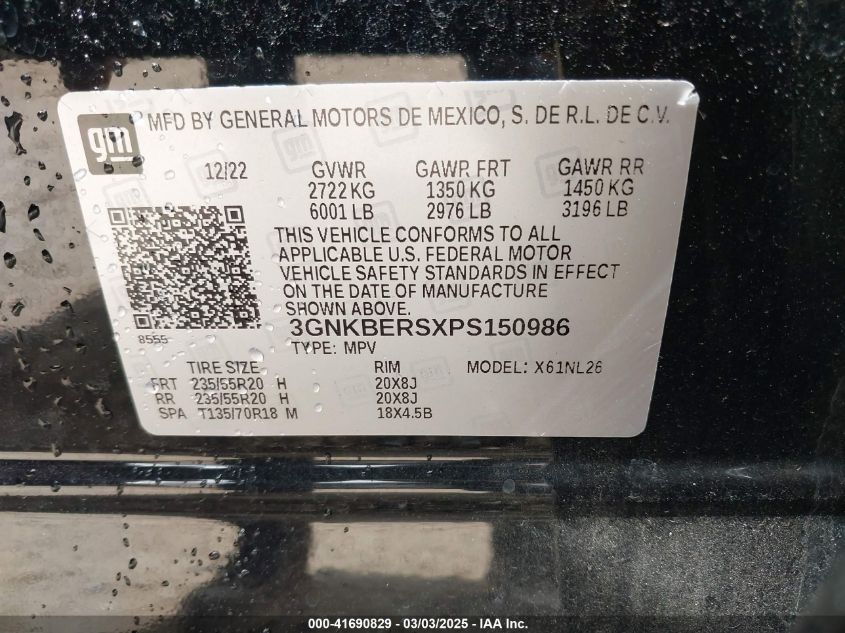 gm MFD BY GENERAL MOTORS DE MEXICO, S. DE R.L. DE C.V.
12/22 GVWR GAWR FRT GAWR RR
2722 KG 1350 KG 1450 KG
6001 LB 2976 LB 3196 LB
THIS VEHICLE CONFORMS TO ALL
APPLICABLE U.S. FEDERAL MOTOR
VEHICLE SAFETY STANDARDS IN EFFECT
ON THE DATE OF MANUFACTURE
SHOWN ABOVE.
3GNKBERSXPS150986
8555
TYPE: MPV
TIRE SIZE RIM MODEL: X61NL26
FRT 235/55R20 H 20X8J
RR 235/55R20 H 20X8J
SPA T135/70R18 M 18X4.5B
000-41690829 - 03/03/2025 - IAA Inc.